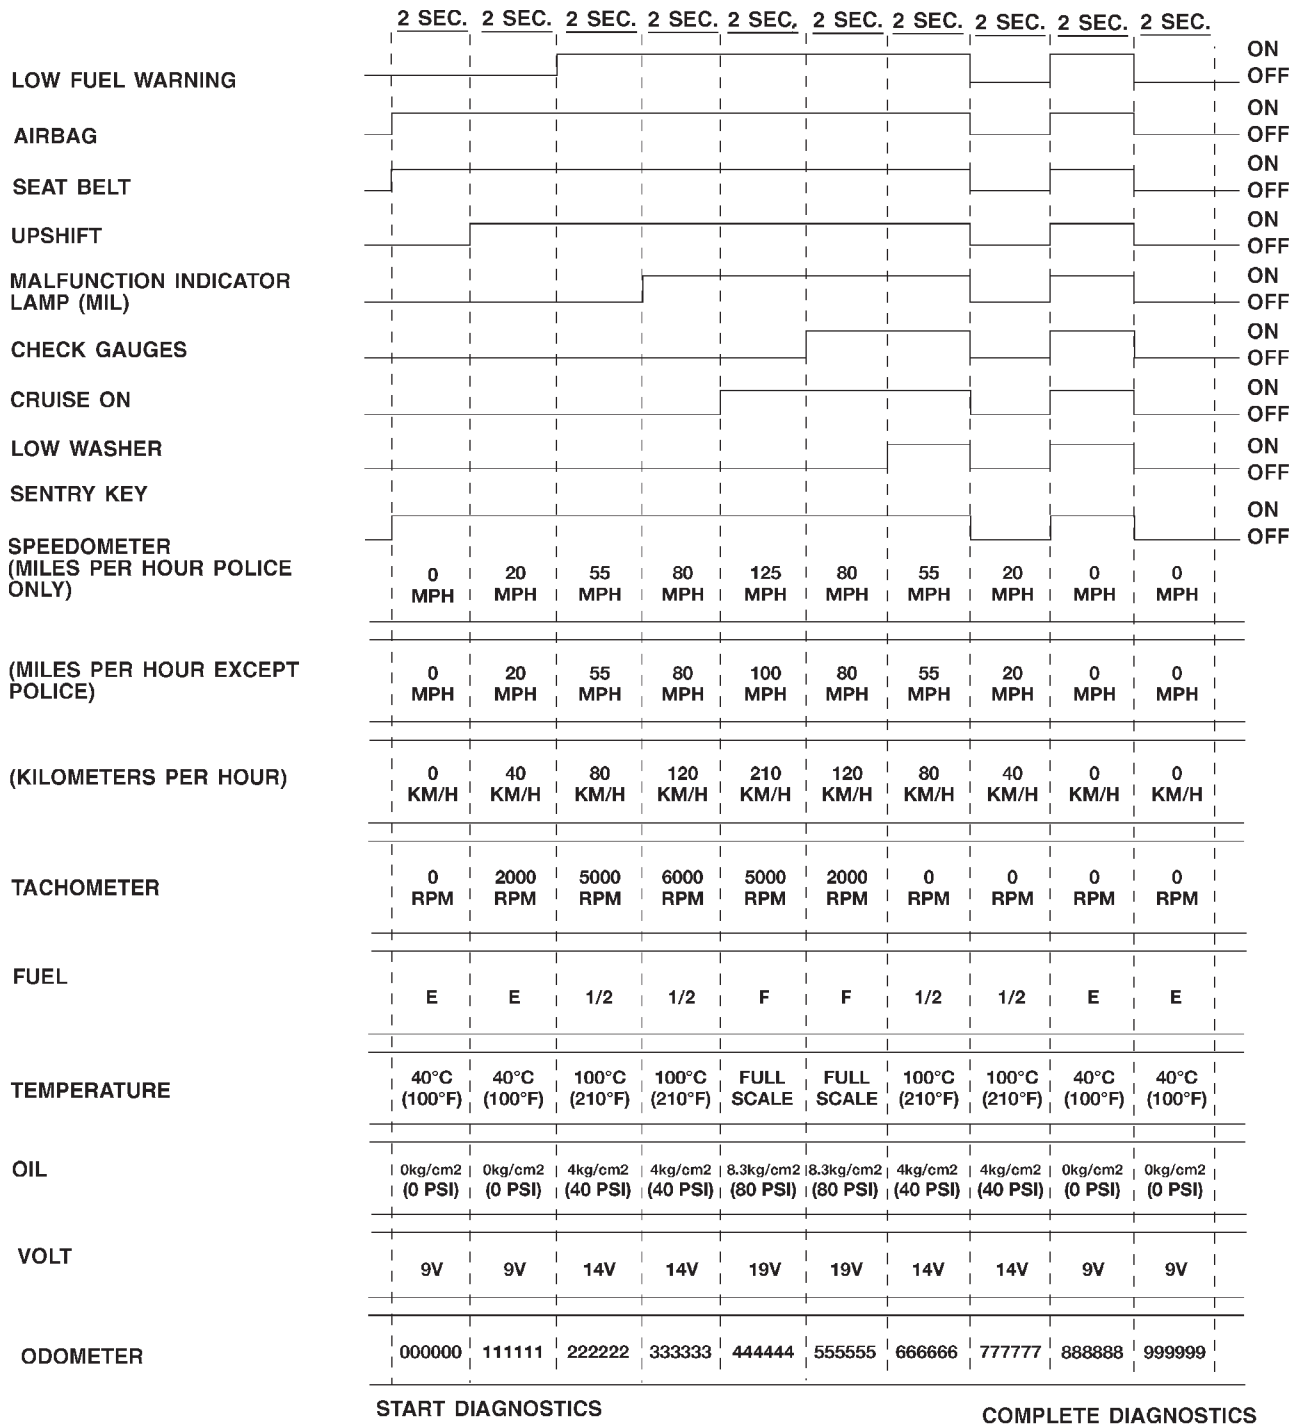 2 SEC. 2 SEC. 2 SEC. 2 SEC. 2 SEC. 2 SEC. 2 SEC. 2 SEC. 2 SEC. 2 SEC.
ON
LOW FUEL WARNING OFF
ON
AIRBAG OFF
ON
SEAT BELT OFF
ON
UPSHIFT OFF
MALFUNCTION INDICATOR ON
LAMP (MIL) OFF
ON
CHECK GAUGES OFF
ON
CRUISE ON OFF
LOW WASHER ON
OFF
SENTRY KEY
ON
OFF
SPEEDOMETER
(MILES PER HOUR POLICE
ONLY)
0 20 55 80 125 80 55 20 0 0
MPH MPH MPH MPH MPH MPH MPH MPH MPH MPH
(MILES PER HOUR EXCEPT
POLICE)
0 20 55 80 100 80 55 20 0 0
MPH MPH MPH MPH MPH MPH MPH MPH MPH MPH
(KILOMETERS PER HOUR)
0 40 80 120 210 120 80 40 0 0
KM/H KM/H KM/H KM/H KM/H KM/H KM/H KM/H KM/H KM/H
TACHOMETER
0 2000 5000 6000 5000 2000 0 0 0 0
RPM RPM RPM RPM RPM RPM RPM RPM RPM RPM
FUEL
E E 1/2 1/2 F F 1/2 1/2 E E
TEMPERATURE
40°C 40°C 100°C 100°C FULL FULL 100°C 100°C 40°C 40°C
(100°F) (100°F) (210°F) (210°F) SCALE SCALE (210°F) (210°F) (100°F) (100°F)
OIL
0kg/cm2 0kg/cm2 4kg/cm2 4kg/cm2 8.3kg/cm2 8.3kg/cm2 4kg/cm2 4kg/cm2 0kg/cm2 0kg/cm2
(0 PSI) (0 PSI) (40 PSI) (40 PSI) (80 PSI) (80 PSI) (40 PSI) (40 PSI) (0 PSI) (0 PSI)
VOLT
9V 9V 14V 14V 19V 19V 14V 14V 9V 9V
ODOMETER
000000 111111 222222 333333 444444 555555 666666 777777 888888 999999
START DIAGNOSTICS
COMPLETE DIAGNOSTICS